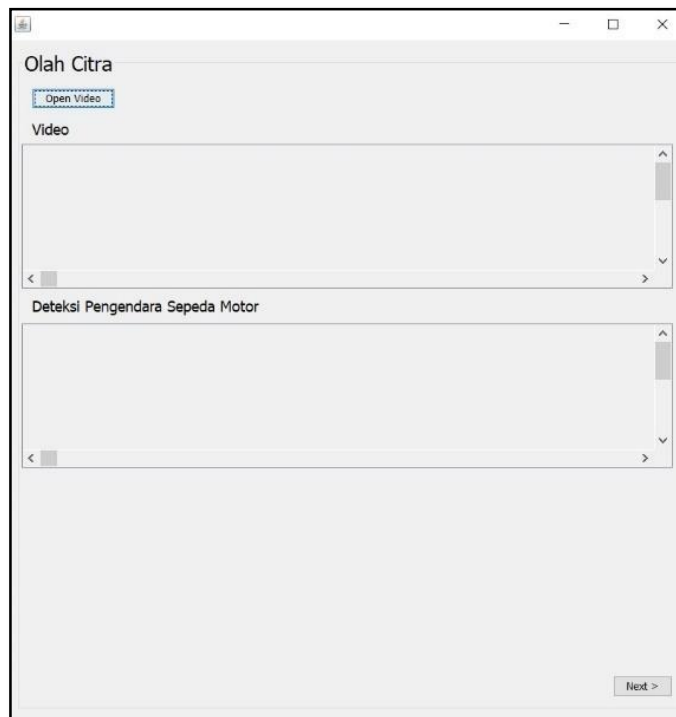 Olah Citra
Open Video
Video
Deteksi Pengendara Sepeda Motor
Next >